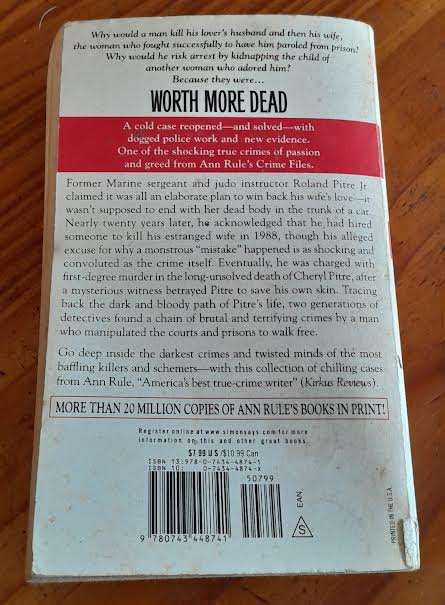 Why would a man kill his lover's husband and then his wife,
the woman who fought successfully to have him paroled from prison?
Why would he risk arrest by kidnapping the child of
another woman who adored him?
Because they were...
WORTH MORE DEAD
A cold case reopened—and solved—with
dogged police work and new evidence.
One of the shocking true crimes of passion
and greed from Ann Rule's Crime Files.
Former Marine sergeant and judo instructor Roland Pitre Jr.
claimed it was all an elaborate plan to win back his wife's love—it
wasn't supposed to end with her dead body in the trunk of a car.
Nearly twenty years later, he acknowledged that he had hired
someone to kill his estranged wife in 1988, though his alleged
excuse for why a monstrous "mistake" happened is as shocking and
convoluted as the crime itself. Eventually, he was charged with
first-degree murder in the long-unsolved death of Cheryl Pitre, after
a mysterious witness betrayed Pitre to save his own skin. Tracing
back the dark and bloody path of Pitre's life, two generations of
detectives found a chain of brutal and terrifying crimes by a man
who manipulated the courts and prisons to walk free.
Go deep inside the darkest crimes and twisted minds of the most
baffling killers and schemers—with this collection of chilling cases
from Ann Rule, "America's best true-crime writer" (Kirkus Reviews).
MORE THAN 20 MILLION COPIES OF ANN RULE'S BOOKS IN PRINT!
Register online at www.simonsays.com for more
information on this and other great books.
$7.99 U.S./$10.99 Can
ISBN 13: 978-0-7434-4874-1
ISBN 10: 0-7434-4874-X
50799
EAN
S
9 780743 448741
PRINTED IN THE U.S.A.